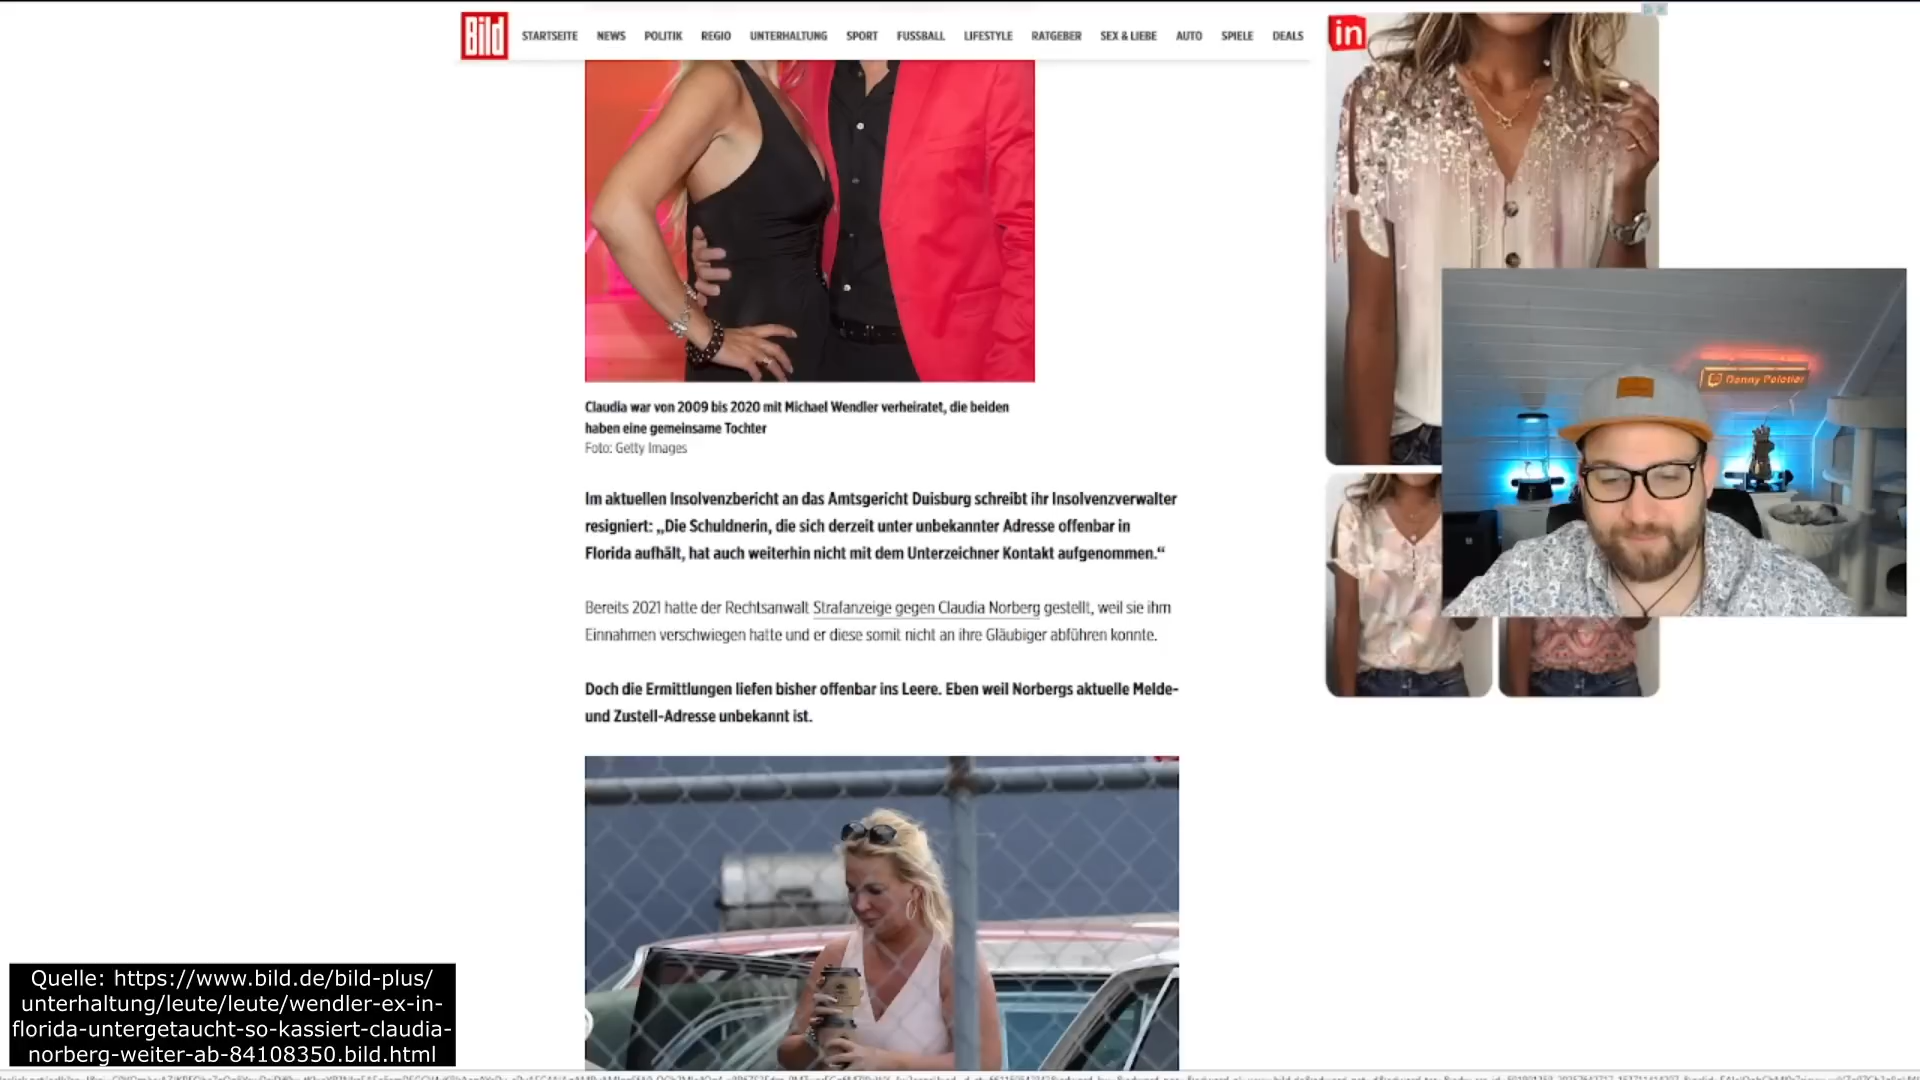 Bild
STARTSEITE NEWS POLITIK REGIO UNTERHALTUNG SPORT FUSSBALL LIFESTYLE RATGEBER SEX & LIEBE AUTO SPIELE DEALS
in
Claudia war von 2009 bis 2020 mit Michael Wendler verheiratet, die beiden
haben eine gemeinsame Tochter
Foto: Getty Images
Im aktuellen Insolvenzbericht an das Amtsgericht Duisburg schreibt ihr Insolvenzverwalter
resigniert: „Die Schuldnerin, die sich derzeit unter unbekannter Adresse offenbar in
Florida aufhält, hat auch weiterhin nicht mit dem Unterzeichner Kontakt aufgenommen.“
Bereits 2021 hatte der Rechtsanwalt Strafanzeige gegen Claudia Norberg gestellt, weil sie ihm
Einnahmen verschwiegen hatte und er diese somit nicht an ihre Gläubiger abführen konnte.
Doch die Ermittlungen liefen bisher offenbar ins Leere. Eben weil Norbergs aktuelle Melde-
und Zustell-Adresse unbekannt ist.
Quelle: https://www.bild.de/bild-plus/
unterhaltung/leute/leute/wendler-ex-in-
florida-untergetaucht-so-kassiert-claudia-
norberg-weiter-ab-84108350.bild.html